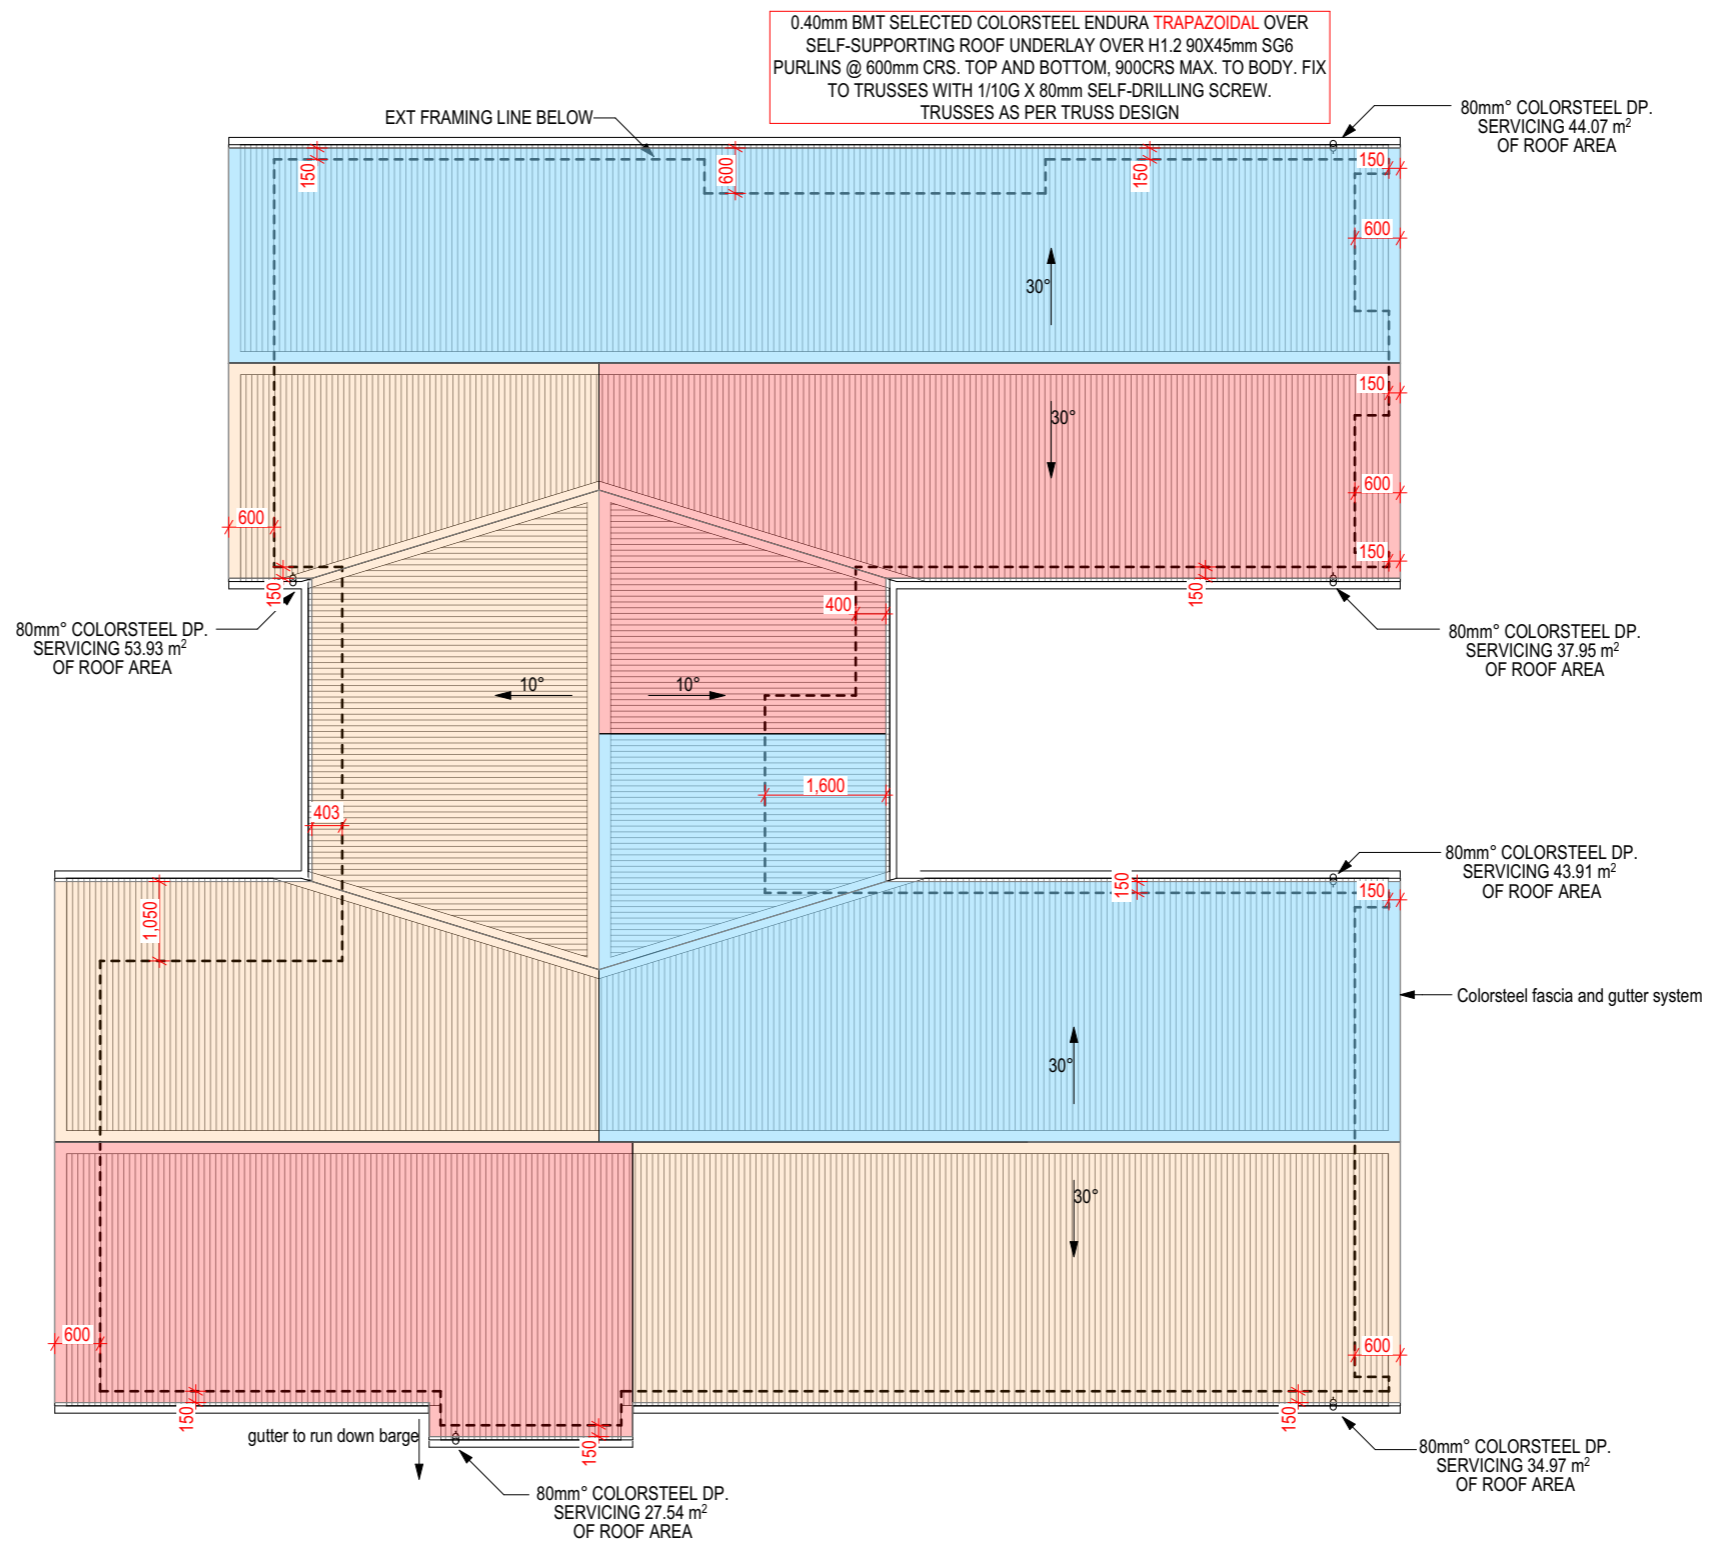 0.40mm BMT SELECTED COLORSTEEL ENDURA TRAPAZOIDAL OVER
SELF-SUPPORTING ROOF UNDERLAY OVER H1.2 90X45mm SG6
PURLINS @ 600mm CRS. TOP AND BOTTOM, 900CRS MAX. TO BODY. FIX
TO TRUSSES WITH 1/10G X 80mm SELF-DRILLING SCREW.
TRUSSES AS PER TRUSS DESIGN
EXT FRAMING LINE BELOW
80mm° COLORSTEEL DP.
SERVICING 44.07 m²
OF ROOF AREA
150
600
150
150
600
30°
30°
150
600
600
150
150
150
400
80mm° COLORSTEEL DP.
SERVICING 53.93 m²
OF ROOF AREA
80mm° COLORSTEEL DP.
SERVICING 37.95 m²
OF ROOF AREA
10°
10°
1,600
403
80mm° COLORSTEEL DP.
SERVICING 43.91 m²
OF ROOF AREA
150
150
1,050
Colorsteel fascia and gutter system
30°
30°
600
600
150
150
150
gutter to run down barge
80mm° COLORSTEEL DP.
SERVICING 34.97 m²
OF ROOF AREA
80mm° COLORSTEEL DP.
SERVICING 27.54 m²
OF ROOF AREA